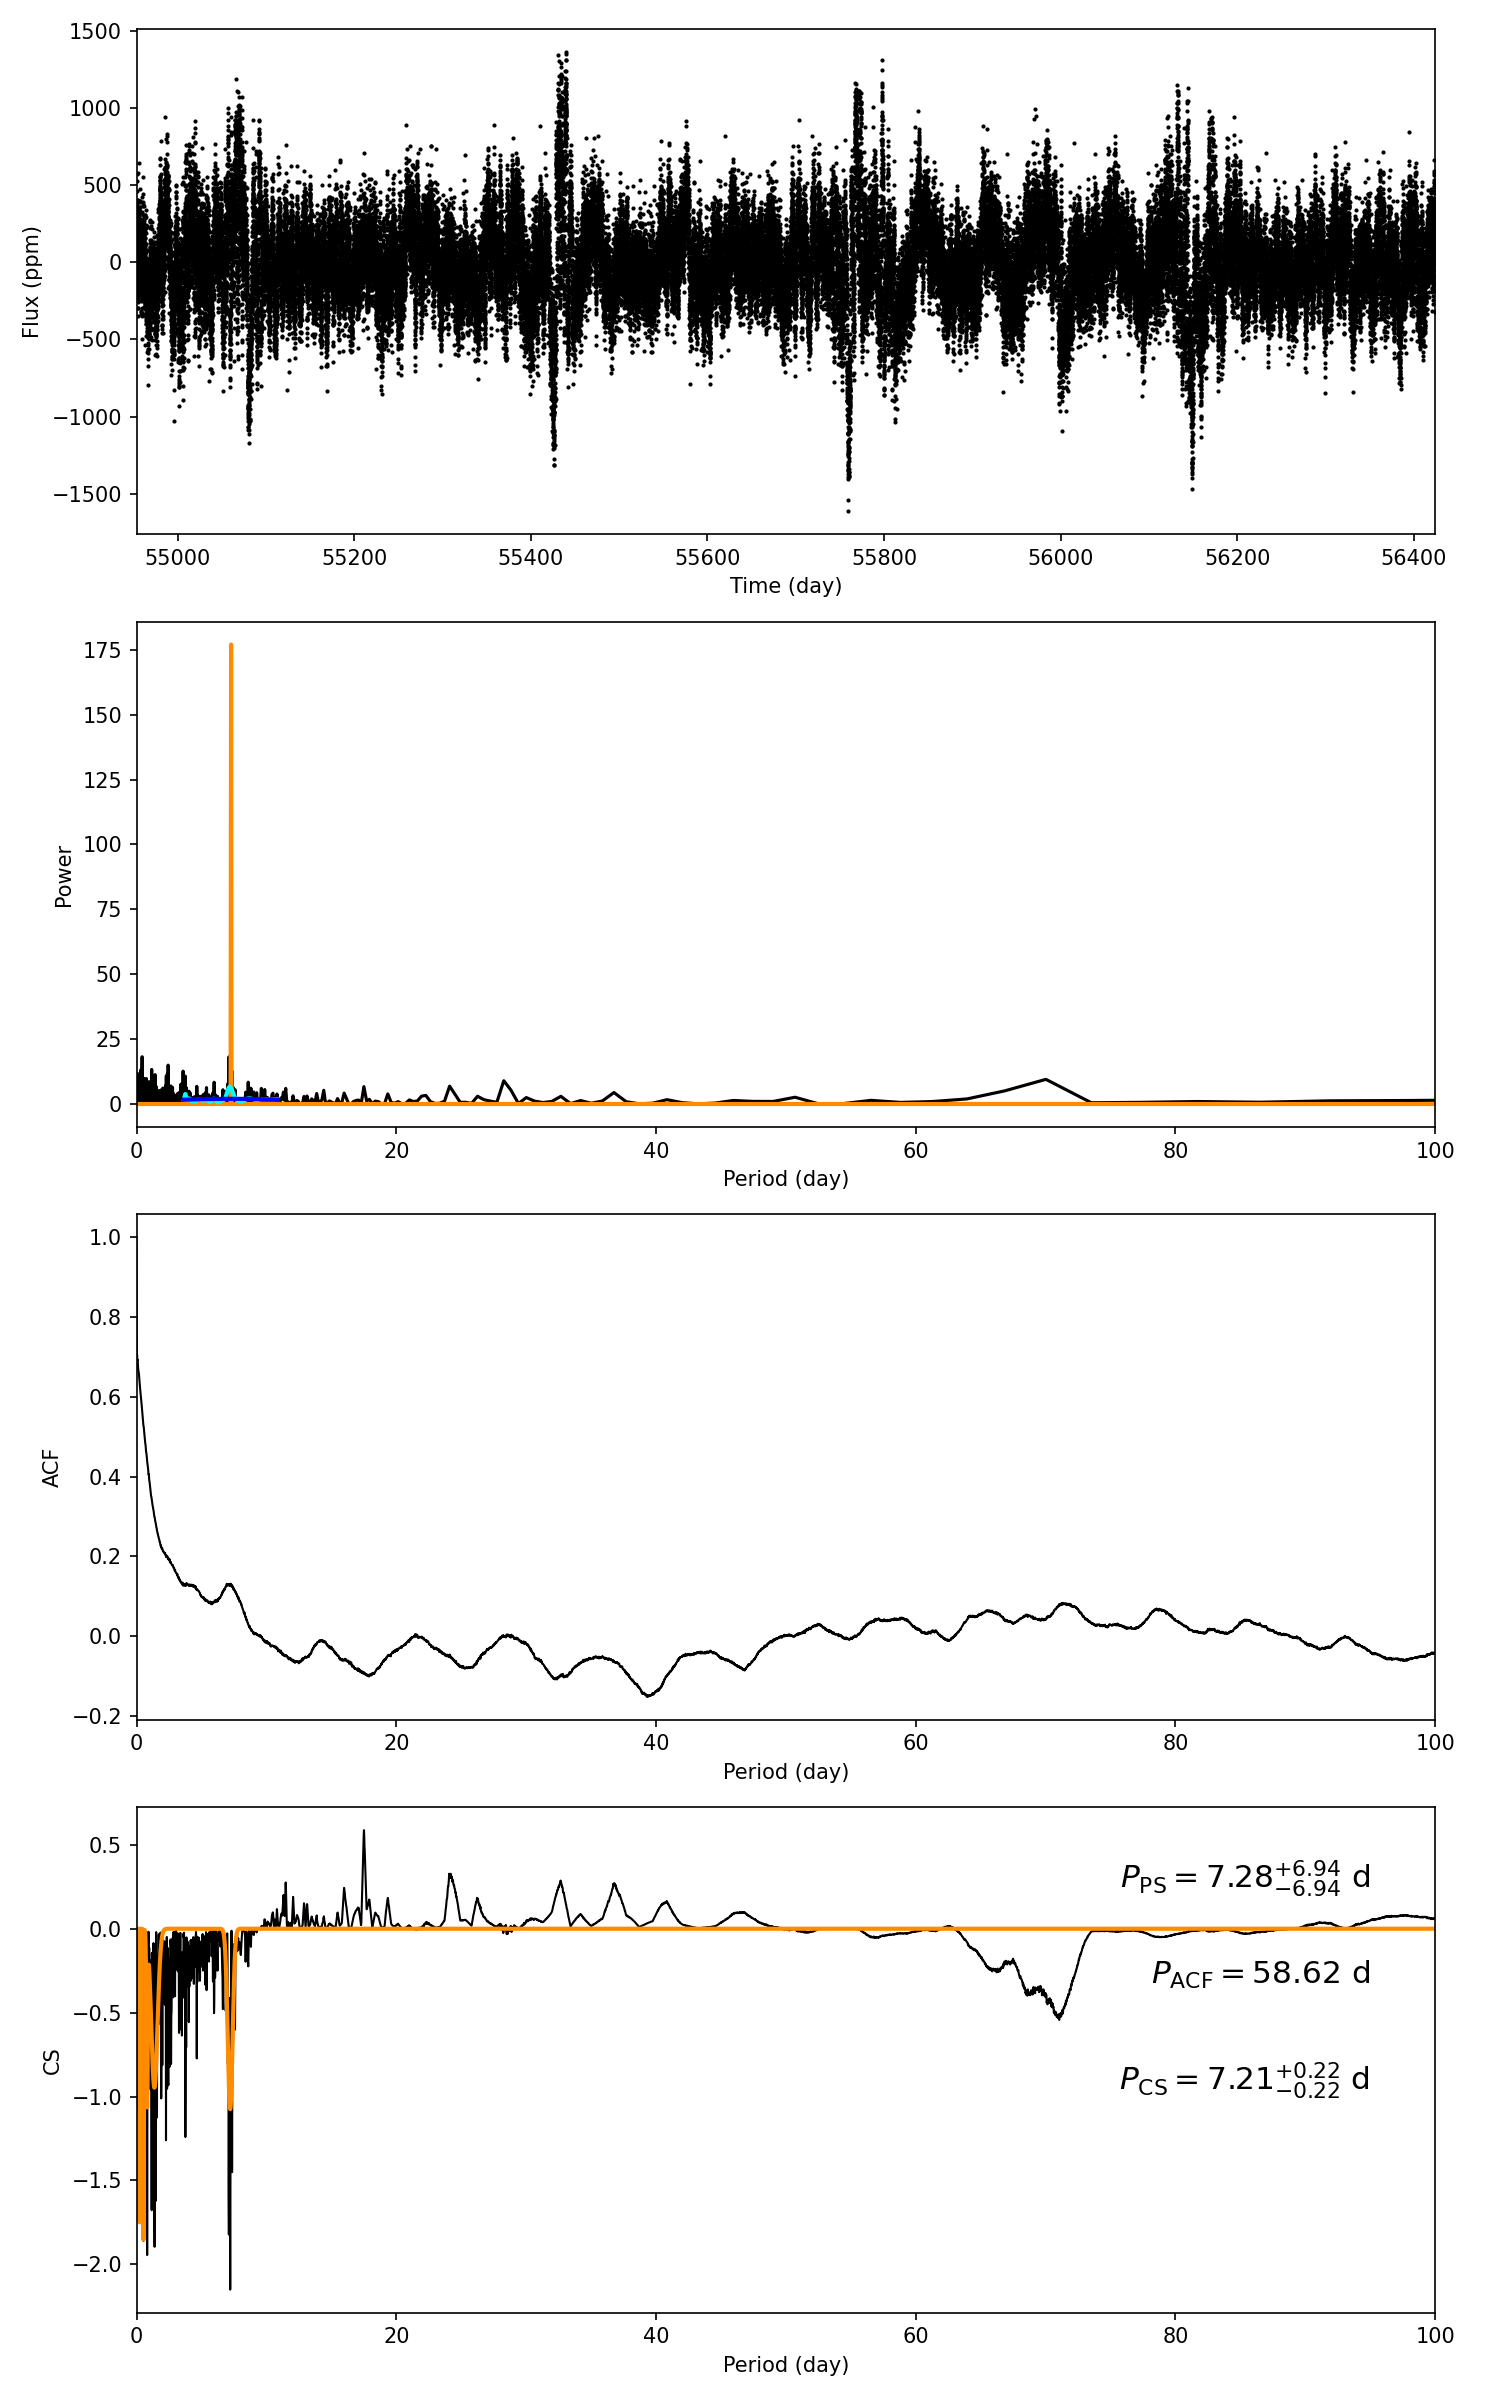 1500
1000
500
0
−500
−1000
−1500
Flux (ppm)
55000 55200 55400 55600 55800 56000 56200 56400
Time (day)
175
150
125
100
75
50
25
0
Power
0 20 40 60 80 100
Period (day)
1.0
0.8
0.6
0.4
0.2
0.0
−0.2
ACF
0 20 40 60 80 100
Period (day)
0.5
0.0
−0.5
−1.0
−1.5
−2.0
CS
P_PS = 7.28^{+6.94}_{−6.94} d
P_ACF = 58.62 d
P_CS = 7.21^{+0.22}_{−0.22} d
0 20 40 60 80 100
Period (day)